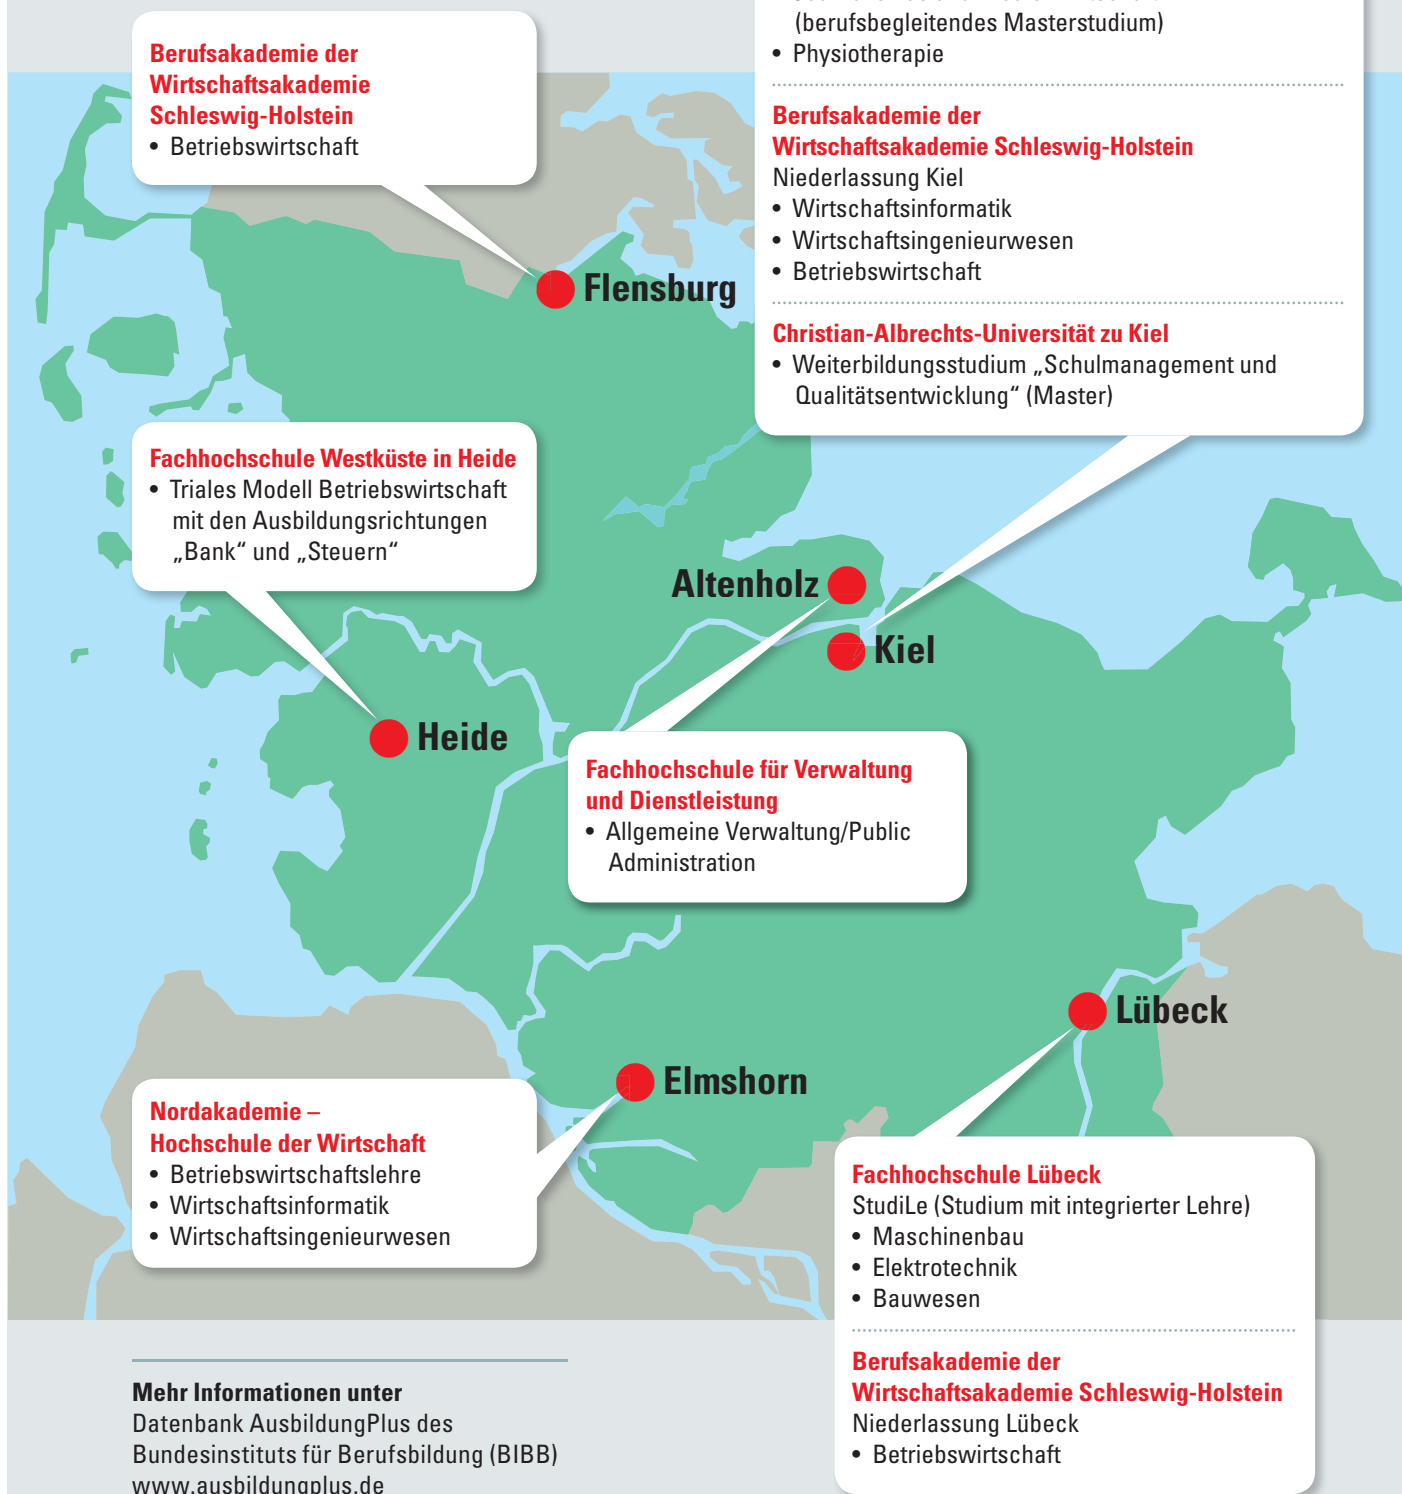 (berufsbegleitendes Masterstudium)
• Physiotherapie
Berufsakademie der
Wirtschaftsakademie Schleswig-Holstein
Niederlassung Kiel
• Wirtschaftsinformatik
• Wirtschaftsingenieurwesen
• Betriebswirtschaft
Christian-Albrechts-Universität zu Kiel
• Weiterbildungsstudium „Schulmanagement und
Qualitätsentwicklung“ (Master)
Berufsakademie der
Wirtschaftsakademie
Schleswig-Holstein
• Betriebswirtschaft
Flensburg
Fachhochschule Westküste in Heide
• Triales Modell Betriebswirtschaft
mit den Ausbildungsrichtungen
„Bank“ und „Steuern“
Altenholz
Kiel
Heide
Fachhochschule für Verwaltung
und Dienstleistung
• Allgemeine Verwaltung/Public
Administration
Lübeck
Elmshorn
Nordakademie –
Hochschule der Wirtschaft
• Betriebswirtschaftslehre
• Wirtschaftsinformatik
• Wirtschaftsingenieurwesen
Fachhochschule Lübeck
StudiLe (Studium mit integrierter Lehre)
• Maschinenbau
• Elektrotechnik
• Bauwesen
Berufsakademie der
Wirtschaftsakademie Schleswig-Holstein
Niederlassung Lübeck
• Betriebswirtschaft
Mehr Informationen unter
Datenbank AusbildungPlus des
Bundesinstituts für Berufsbildung (BIBB)
www.ausbildungplus.de